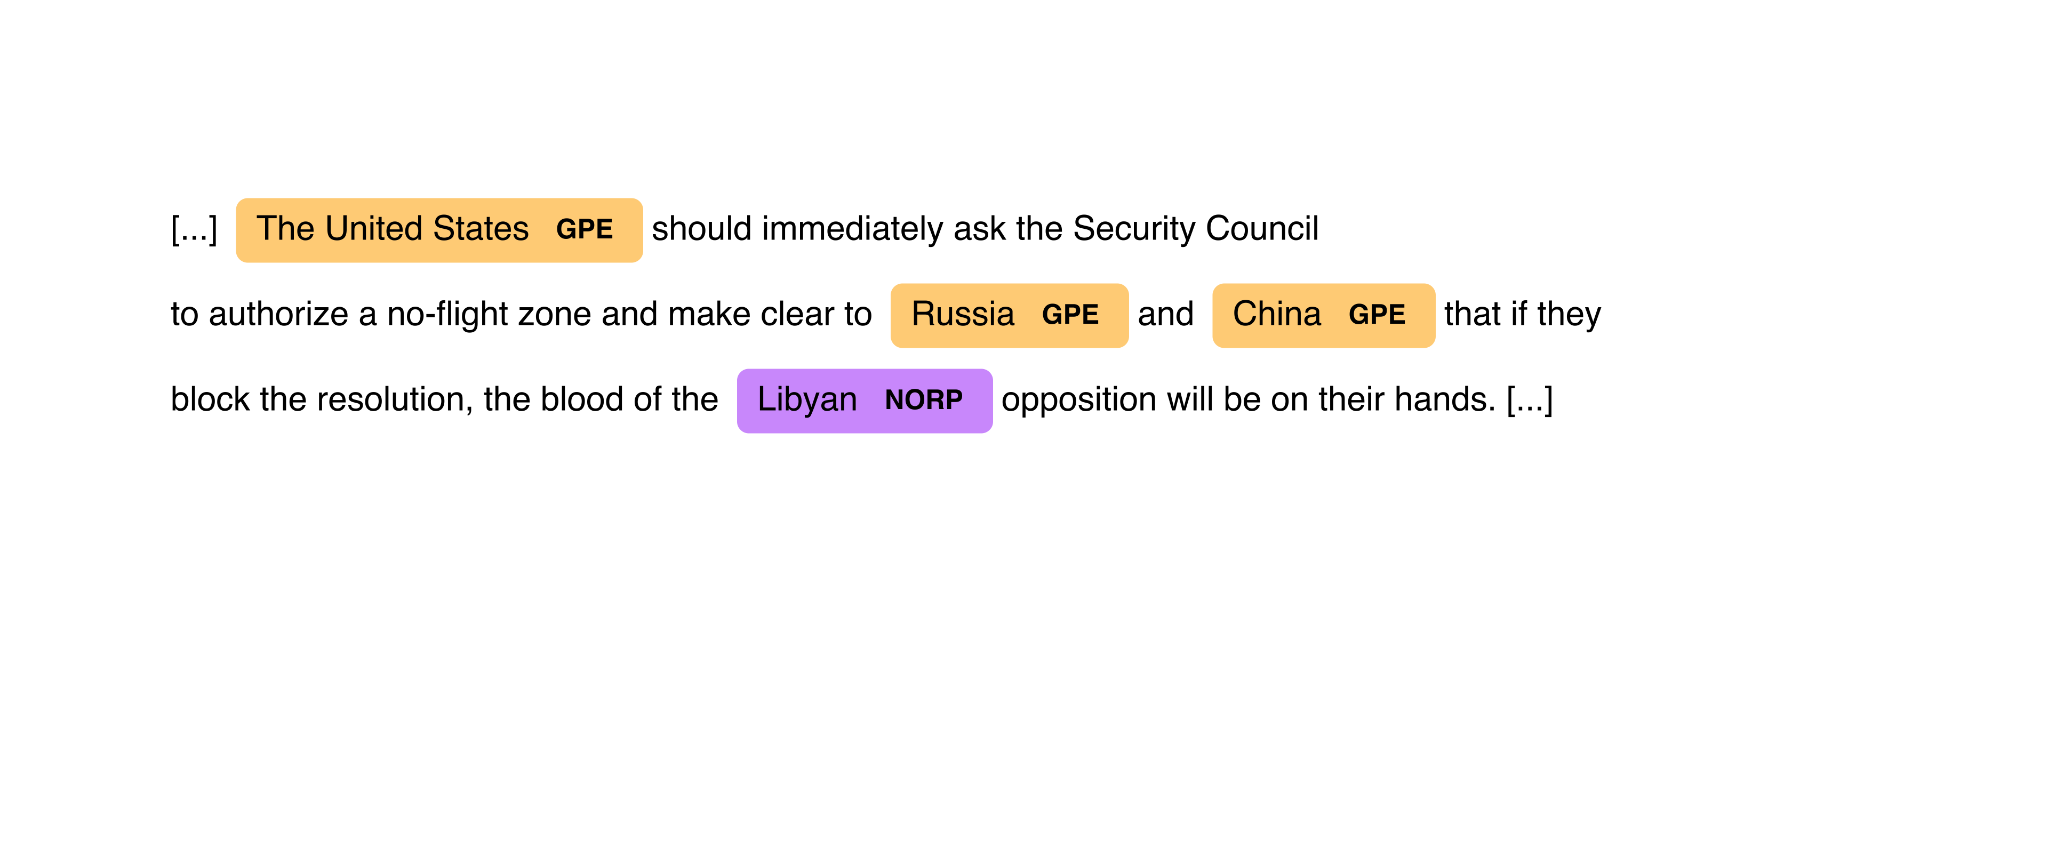 [...] The United States GPE should immediately ask the Security Council
to authorize a no-flight zone and make clear to Russia GPE and China GPE that if they
block the resolution, the blood of the Libyan NORP opposition will be on their hands. [...]